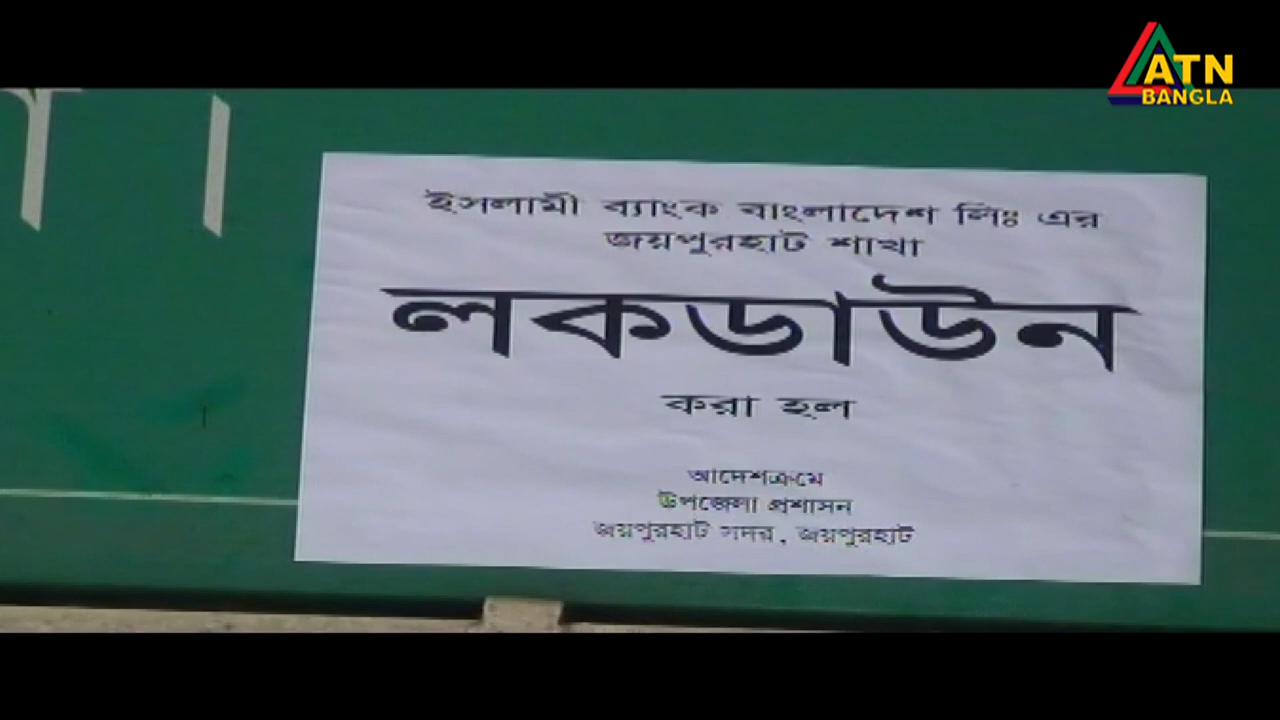 ATN
BANGLA
ইসলামী ব্যাংক বাংলাদেশ লিঃ এর
জয়পুরহাট শাখা
লকডাউন
করা হল
আদেশক্রমে
উপজেলা প্রশাসন
জয়পুরহাট সদর, জয়পুরহাট